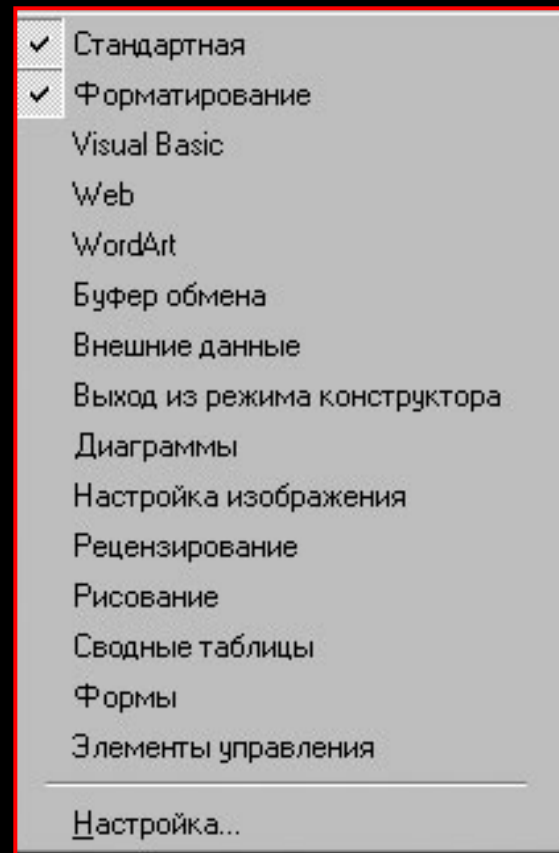 Стандартная
Форматирование
Visual Basic
Web
WordArt
Буфер обмена
Внешние данные
Выход из режима конструктора
Диаграммы
Настройка изображения
Рецензирование
Рисование
Сводные таблицы
Формы
Элементы управления
Настройка...